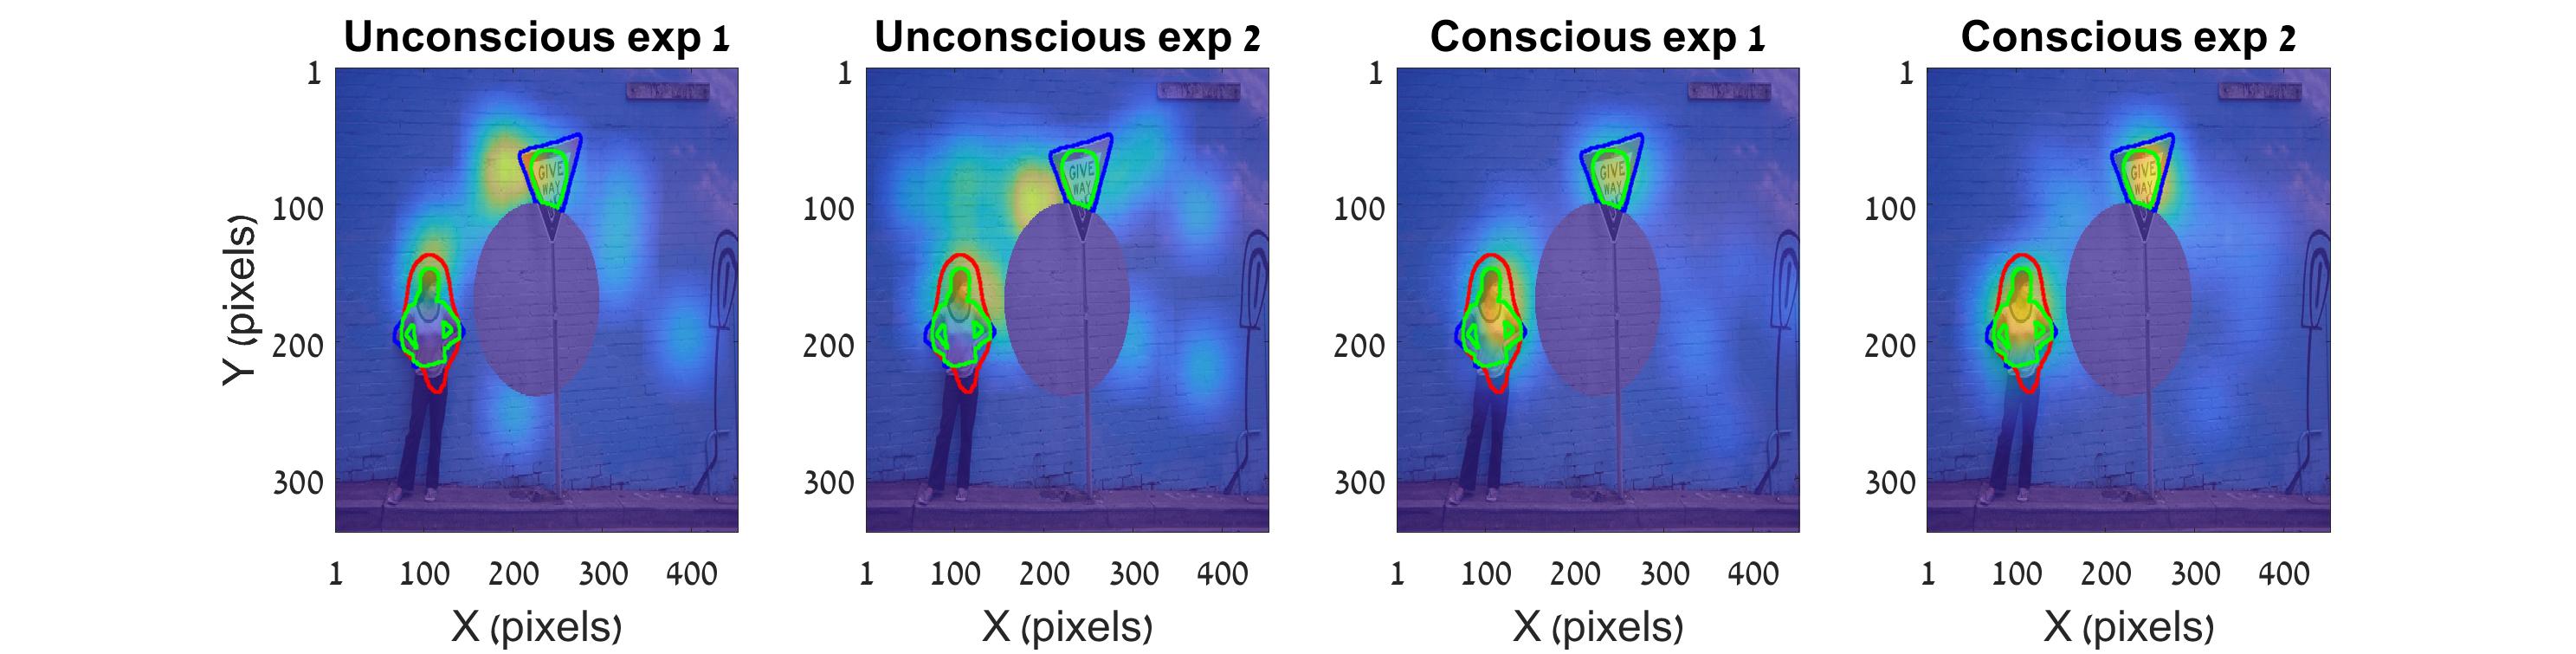 Unconscious exp 1
Unconscious exp 2
Conscious exp 1
Conscious exp 2
Y (pixels)
1
100
200
300
1
100
200
300
1
100
200
300
1
100
200
300
GIVE
WAY
GIVE
WAY
GIVE
WAY
GIVE
WAY
1 100 200 300 400
1 100 200 300 400
1 100 200 300 400
1 100 200 300 400
X (pixels)
X (pixels)
X (pixels)
X (pixels)